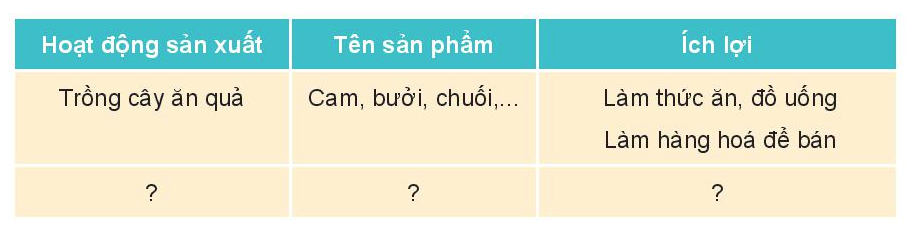 Hoạt động sản xuất
Tên sản phẩm
Ích lợi
Trồng cây ăn quả
Cam, bưởi, chuối,...
Làm thức ăn, đồ uống
Làm hàng hoá để bán
?
?
?